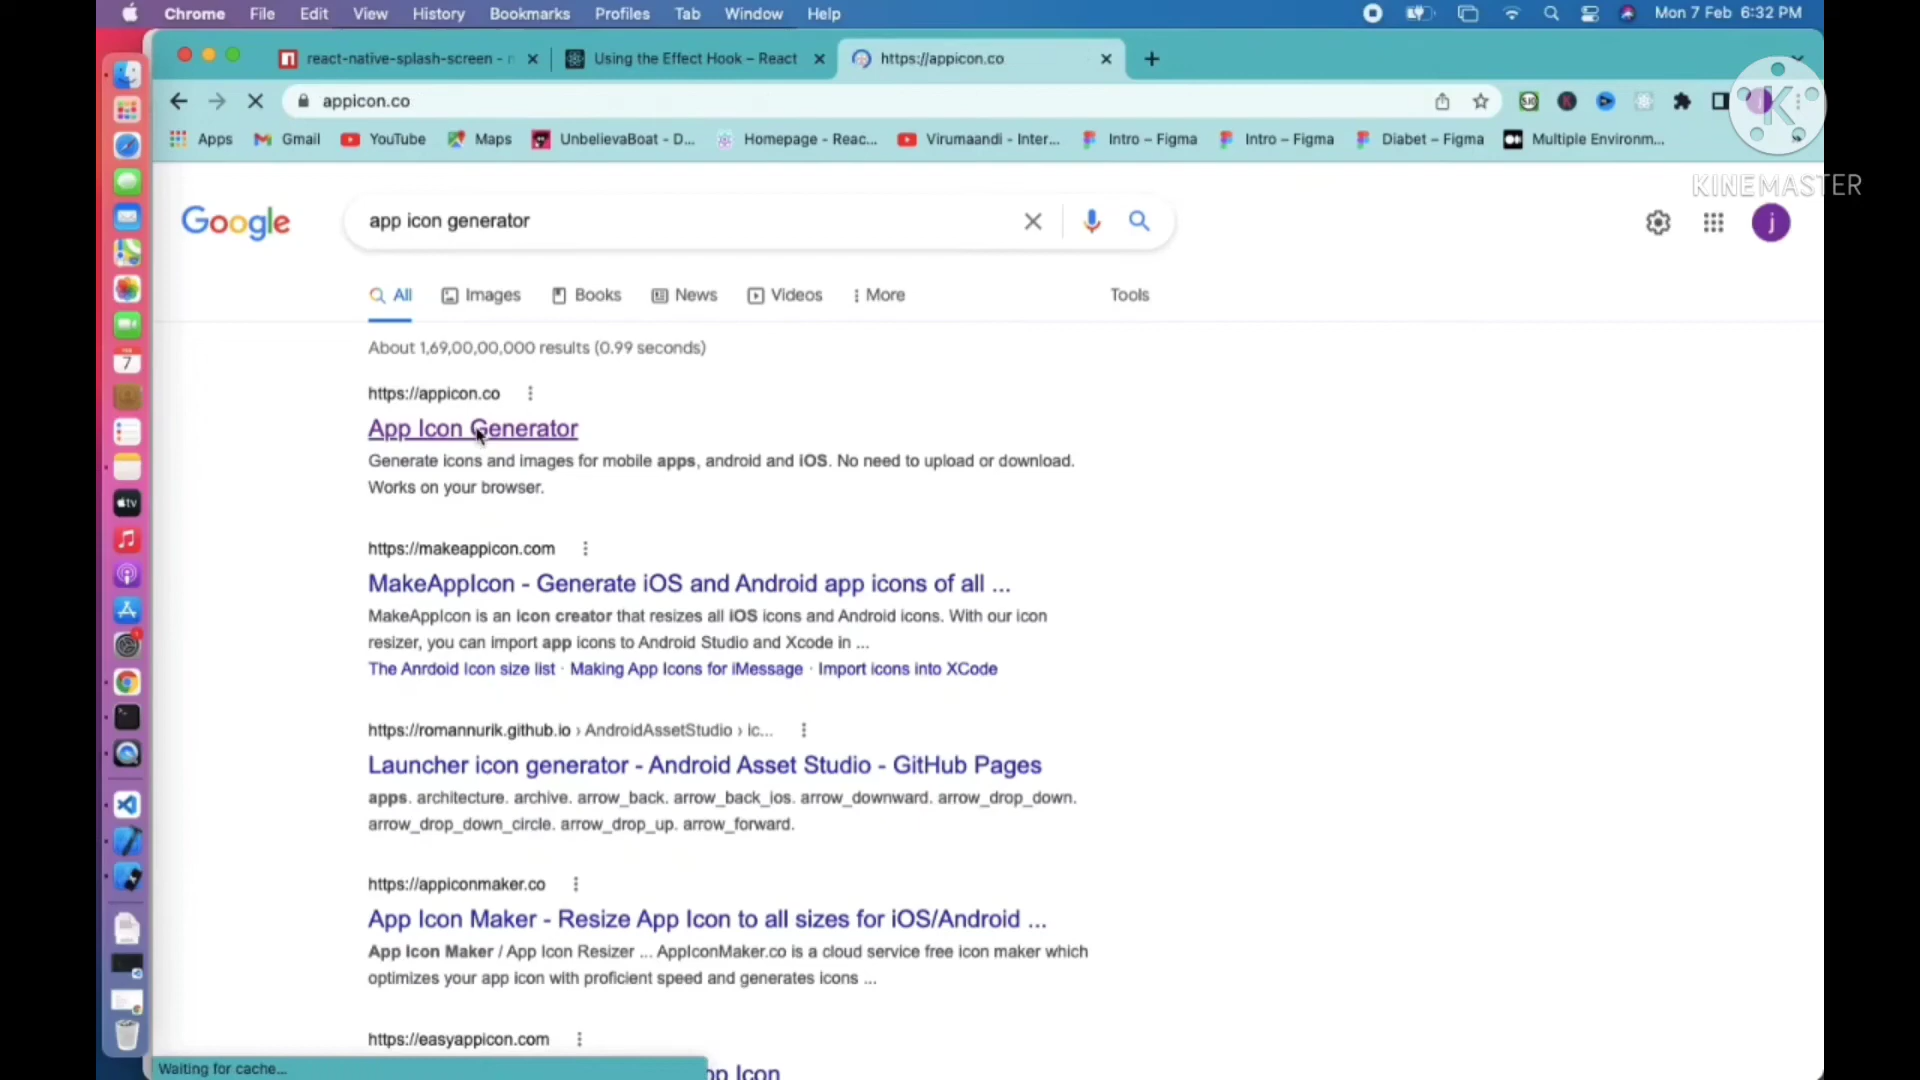 Chrome File Edit View History Bookmarks Profiles Tab Window Help Mon 7 Feb 6:32 PM
react-native-splash-screen - Using the Effect Hook – React https://appicon.co
appicon.co
Apps Gmail YouTube Maps UnbelievaBoat - D... Homepage - Reac... Virumaandi - Inter... Intro – Figma Intro – Figma Diabet – Figma Multiple Environm... »
KINEMASTER
Google app icon generator j
All Images Books News Videos More Tools
About 1,69,00,00,000 results (0.99 seconds)
https://appicon.co
App Icon Generator
Generate icons and images for mobile apps, android and iOS. No need to upload or download.
Works on your browser.
https://makeappicon.com
MakeAppIcon - Generate iOS and Android app icons of all ...
MakeAppIcon is an icon creator that resizes all iOS icons and Android icons. With our icon
resizer, you can import app icons to Android Studio and Xcode in ...
The Anrdoid Icon size list · Making App Icons for iMessage · Import icons into XCode
https://romannurik.github.io › AndroidAssetStudio › ic...
Launcher icon generator - Android Asset Studio - GitHub Pages
apps. architecture. archive. arrow_back. arrow_back_ios. arrow_downward. arrow_drop_down.
arrow_drop_down_circle. arrow_drop_up. arrow_forward.
https://appiconmaker.co
App Icon Maker - Resize App Icon to all sizes for iOS/Android ...
App Icon Maker / App Icon Resizer ... AppIconMaker.co is a cloud service free icon maker which
optimizes your app icon with proficient speed and generates icons ...
https://easyappicon.com
Icon
Waiting for cache...